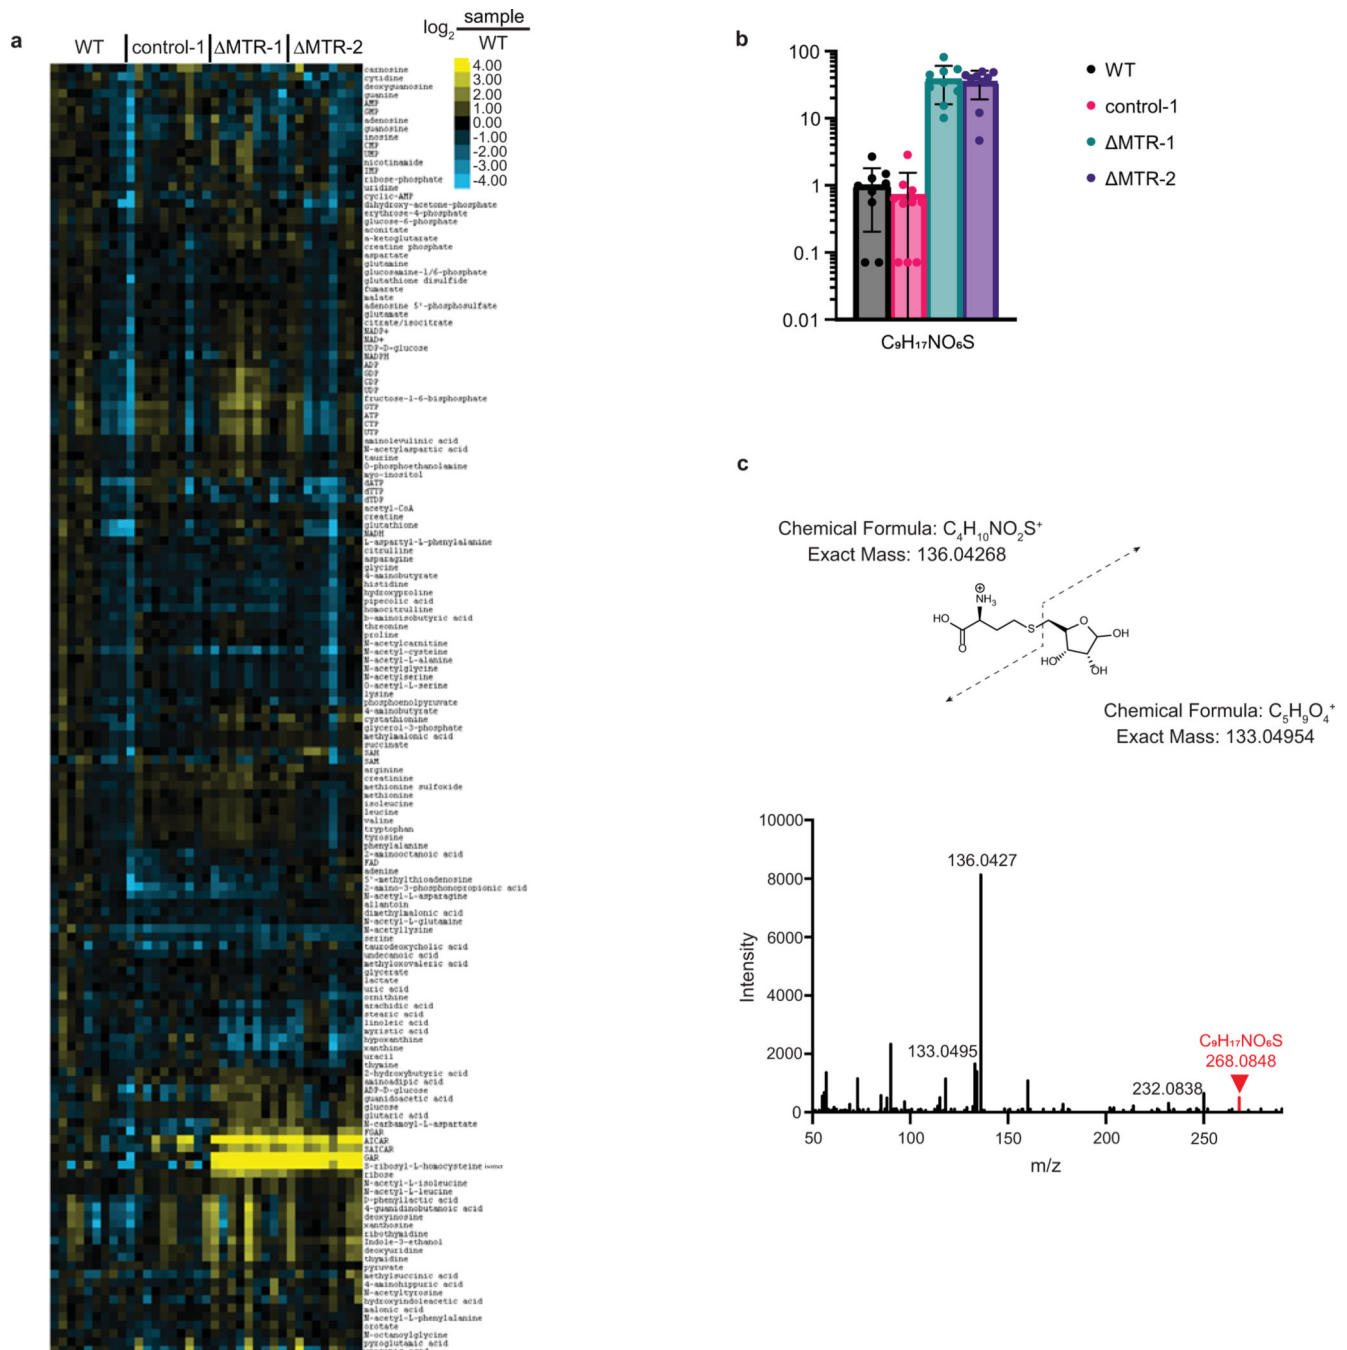 a
WT
control-1
ΔMTR-1
ΔMTR-2
log2 sample
WT
4.00
3.00
2.00
1.00
0.00
-1.00
-2.00
-3.00
-4.00
carnosine
cytidine
deoxyguanosine
guanine
AMP
GMP
adenosine
guanosine
inosine
CMP
UMP
nicotinamide
IMP
ribose-phosphate
uridine
cyclic-AMP
dihydroxy-acetone-phosphate
erythrose-4-phosphate
glucose-6-phosphate
aconitate
a-ketoglutarate
creatine phosphate
aspartate
glutamine
glucosamine-1/6-phosphate
glutathione disulfide
fumarate
malate
adenosine 5'-phosphosulfate
glutamate
citrate/isocitrate
NADP+
NAD+
UDP-D-glucose
NADPH
ADP
GDP
CDP
UDP
fructose-1-6-bisphosphate
GTP
ATP
CTP
UTP
aminolevulinic acid
N-acetylaspartic acid
taurine
O-phosphoethanolamine
myo-inositol
dATP
dTTP
dTDP
acetyl-CoA
creatine
glutathione
NADH
L-aspartyl-L-phenylalanine
citrulline
asparagine
glycine
4-aminobutyrate
histidine
hydroxyproline
pipecolic acid
homocitrulline
b-aminoisobutyric acid
threonine
proline
N-acetylcarnitine
N-acetyl-cysteine
N-acetyl-L-alanine
N-acetylglycine
N-acetylserine
O-acetyl-L-serine
lysine
phosphoenolpyruvate
4-aminobutyrate
cystathionine
glycerol-3-phosphate
methylmalonic acid
succinate
SAH
SAM
arginine
creatinine
methionine sulfoxide
methionine
isoleucine
leucine
valine
tryptophan
tyrosine
phenylalanine
2-aminooctanoic acid
FAD
adenine
5'-methylthioadenosine
2-amino-3-phosphonopropionic acid
N-acetyl-L-asparagine
allantoin
dimethylmalonic acid
N-acetyl-L-glutamine
N-acetyllysine
serine
taurodeoxycholic acid
undecanoic acid
methyloxovaleric acid
glycerate
lactate
uric acid
ornithine
arachidic acid
stearic acid
linoleic acid
myristic acid
hypoxanthine
xanthine
uracil
thymine
2-hydroxybutyric acid
aminoadipic acid
ADP-D-glucose
guanidoacetic acid
glucose
glutaric acid
N-carbamoyl-L-aspartate
FGAR
AICAR
SAICAR
GAR
S-ribosyl-L-homocysteine isomer
ribose
N-acetyl-L-isoleucine
N-acetyl-L-leucine
D-phenyllactic acid
4-guanidinobutanoic acid
deoxyinosine
xanthosine
ribothymidine
Indole-3-ethanol
deoxyuridine
thymidine
pyruvate
methylsuccinic acid
4-aminohippuric acid
N-acetyltyrosine
hydroxyindoleacetic acid
malonic acid
N-acetyl-L-phenylalanine
orotate
N-octanoylglycine
pyroglutamic acid
b
100
10
1
0.1
0.01
C₉H₁₇NO₆S
WT
control-1
ΔMTR-1
ΔMTR-2
c
Chemical Formula: C₄H₁₀NO₂S⁺
Exact Mass: 136.04268
⊕
NH₃
HO
O
S
O
OH
HO
OH
Chemical Formula: C₅H₉O₄⁺
Exact Mass: 133.04954
10000
8000
6000
4000
2000
0
Intensity
136.0427
133.0495
232.0838
C₉H₁₇NO₆S
268.0848
50
100
150
200
250
m/z